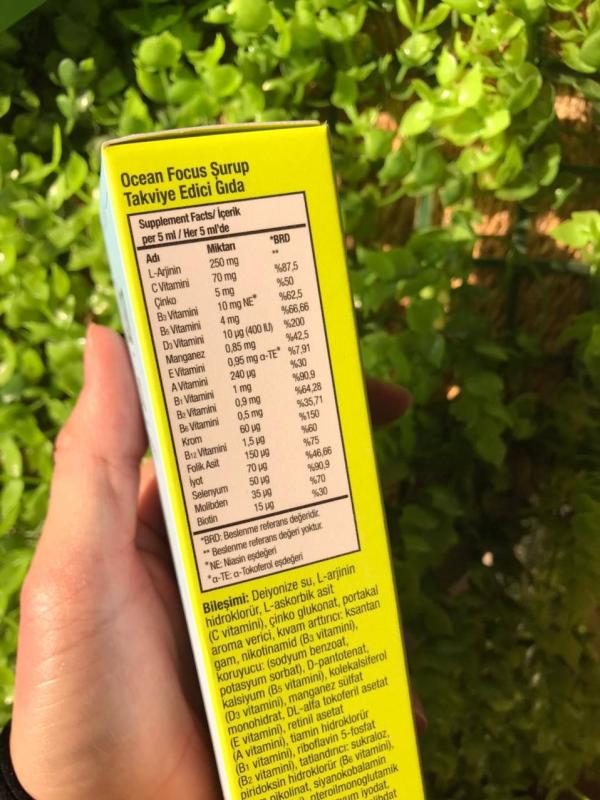 Ocean Focus Şurup
Takviye Edici Gıda
Supplement Facts/ İçerik
per 5 ml / Her 5 ml'de
Adı Miktarı *BRD
L-Arjinin 250 mg **
C Vitamini 70 mg %87,5
Çinko 5 mg %50
B₃ Vitamini 10 mg NE* %62,5
B₅ Vitamini 4 mg %66,66
D₃ Vitamini 10 µg (400 IU) %200
Manganez 0,85 mg %42,5
E Vitamini 0,95 mg α-TE* %7,91
A Vitamini 240 µg %30
B₁ Vitamini 1 mg %90,9
B₂ Vitamini 0,9 mg %64,28
B₆ Vitamini 0,5 mg %35,71
Krom 60 µg %150
B₁₂ Vitamini 1,5 µg %60
Folik Asit 150 µg %75
İyot 70 µg %46,66
Selenyum 50 µg %90,9
Molibden 35 µg %70
Biotin 15 µg %30
*BRD: Beslenme referans değeridir.
** Beslenme referans değeri yoktur.
*NE: Niasin eşdeğeri
*α-TE: α-Tokoferol eşdeğeri
Bileşimi: Deiyonize su, L-arjinin
hidroklorür, L-askorbik asit
(C vitamini), çinko glukonat, portakal
aroma verici, kıvam arttırıcı: ksantan
gam, nikotinamid (B₃ vitamini),
koruyucu: (sodyum benzoat,
potasyum sorbat), D-pantotenat,
kalsiyum (B₅ vitamini), kolekalsiferol
(D₃ vitamini), manganez sülfat
monohidrat, DL-alfa tokoferil asetat
(E vitamini), retinil asetat
(A vitamini), tiamin hidroklorür
(B₁ vitamini), riboflavin 5-fosfat
(B₂ vitamini), tatlandırıcı: sukraloz,
piridoksin hidroklorür (B₆ vitamini),
pikolinat, siyanokobalamin
pteroilmonoglutamik
iyodat,